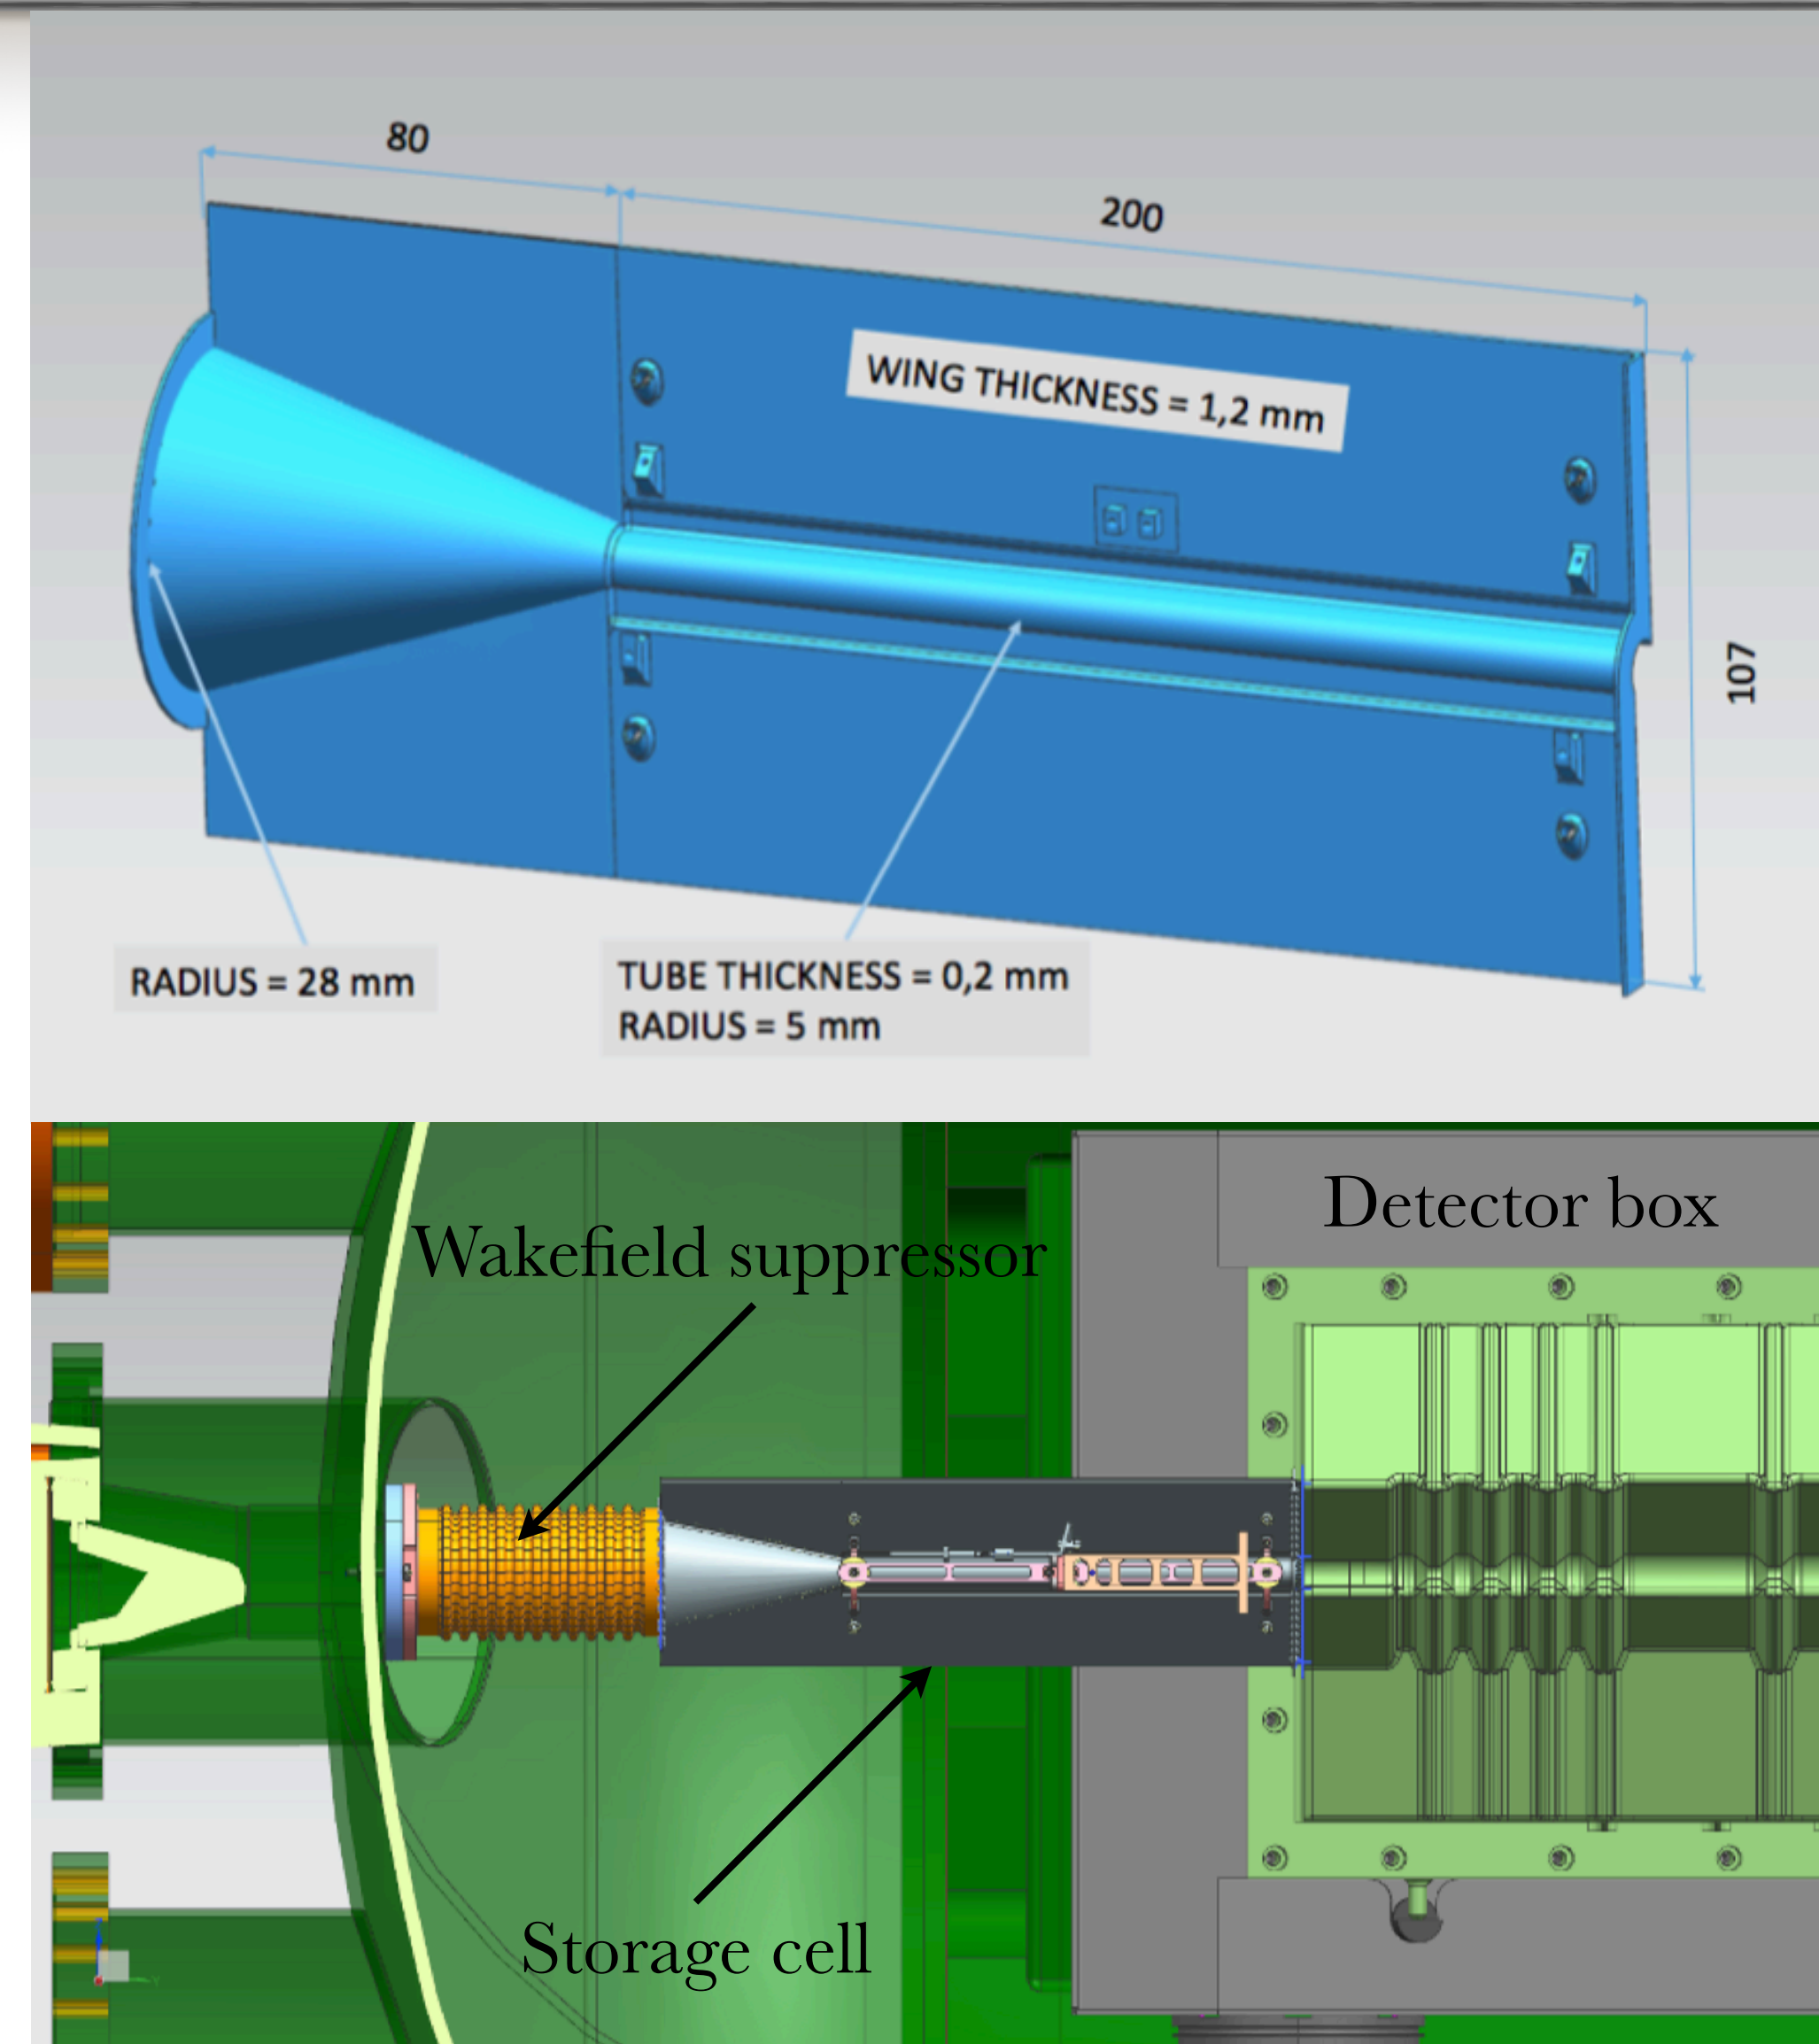 80
200
WING THICKNESS = 1,2 mm
107
RADIUS = 28 mm
TUBE THICKNESS = 0,2 mm
RADIUS = 5 mm
Detector box
Wakefield suppressor
Storage cell